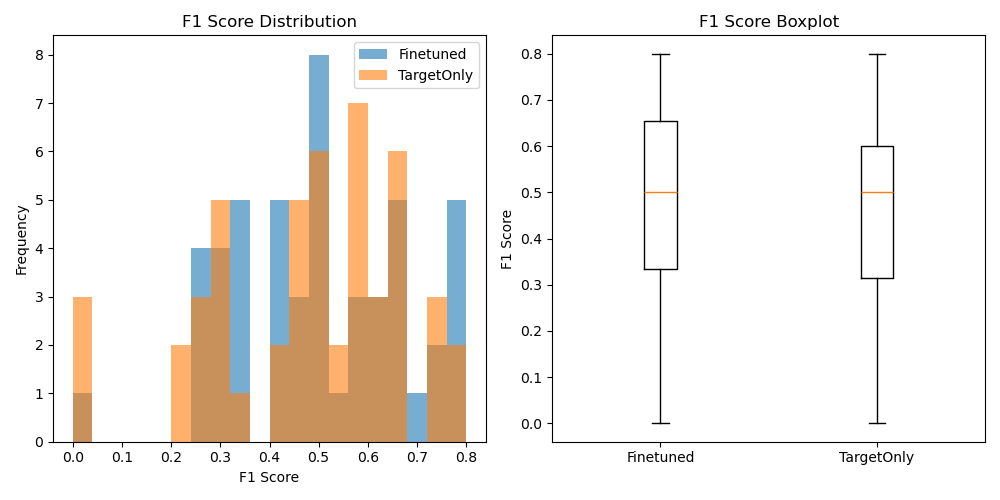 F1 Score Distribution
Frequency
8
7
6
5
4
3
2
1
0
Finetuned
TargetOnly
0.0 0.1 0.2 0.3 0.4 0.5 0.6 0.7 0.8
F1 Score
F1 Score Boxplot
F1 Score
0.8
0.7
0.6
0.5
0.4
0.3
0.2
0.1
0.0
Finetuned TargetOnly